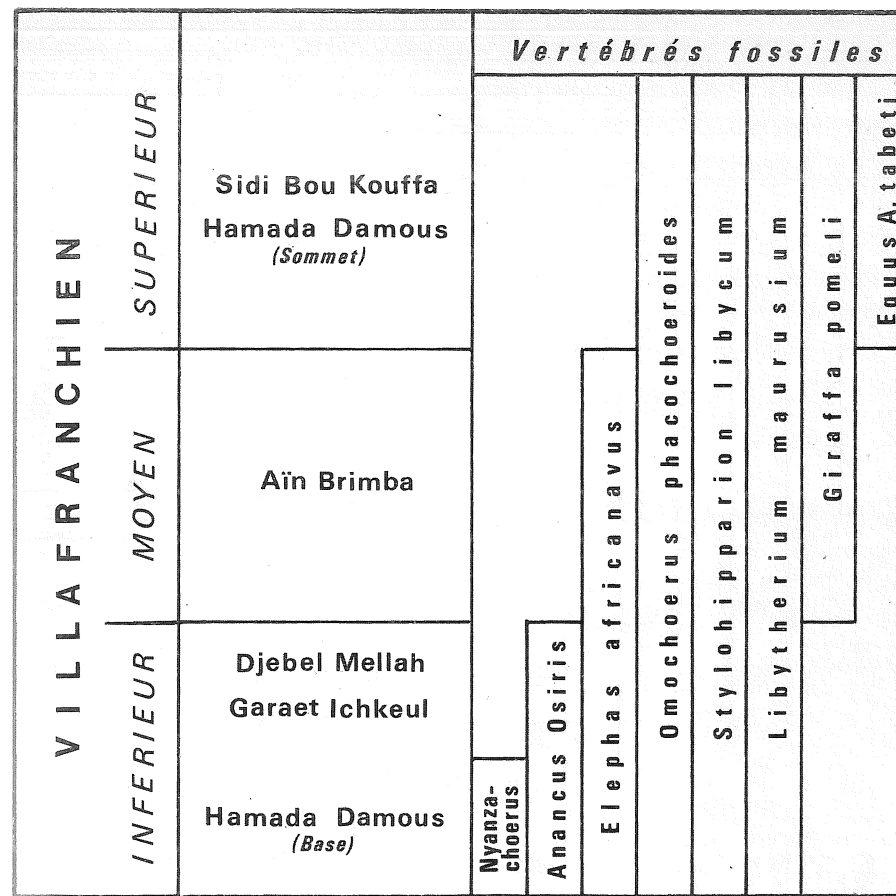 Vertébrés fossiles
VILLAFRANCHIEN
SUPERIEUR
Sidi Bou Kouffa
Hamada Damous
(Sommet)
MOYEN
Aïn Brimba
INFERIEUR
Djebel Mellah
Garaet Ichkeul
Hamada Damous
(Base)
Nyanza-
choerus
Anancus Osiris
Elephas africanavus
Omochoerus phacochoeroides
Stylohipparion libycum
Libytherium maurusium
Giraffa pomeli
Equus A. tabeti